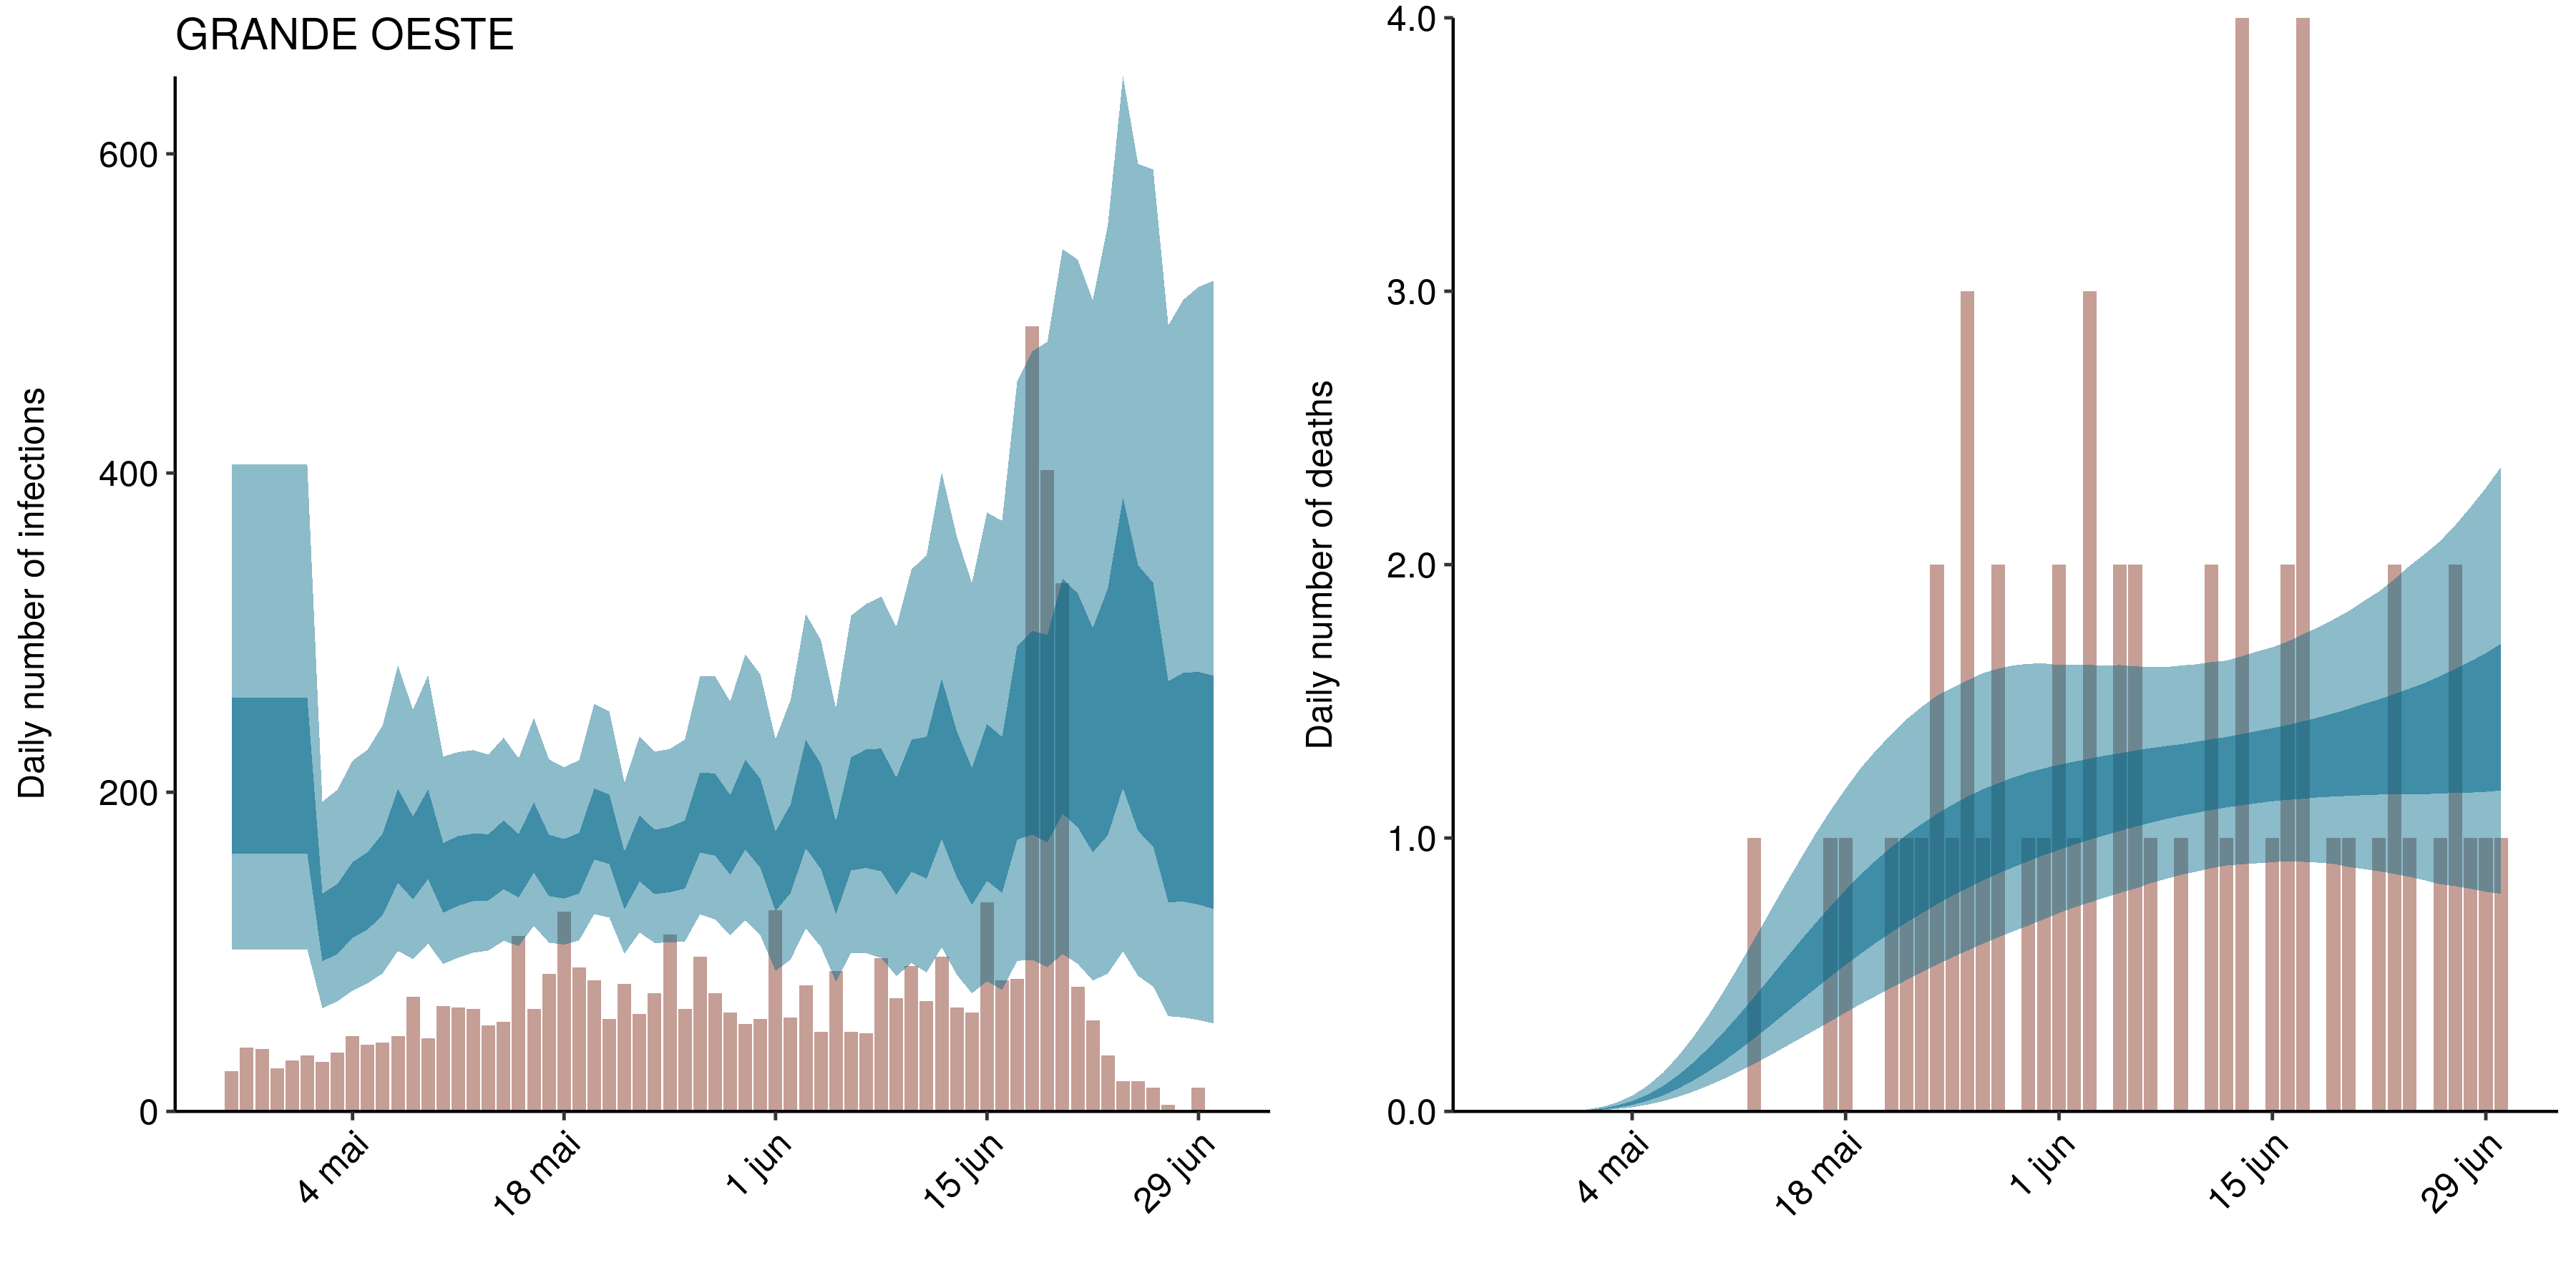 GRANDE OESTE
Daily number of infections
600
400
200
0
4 mai
18 mai
1 jun
15 jun
29 jun
Daily number of deaths
4.0
3.0
2.0
1.0
0.0
4 mai
18 mai
1 jun
15 jun
29 jun